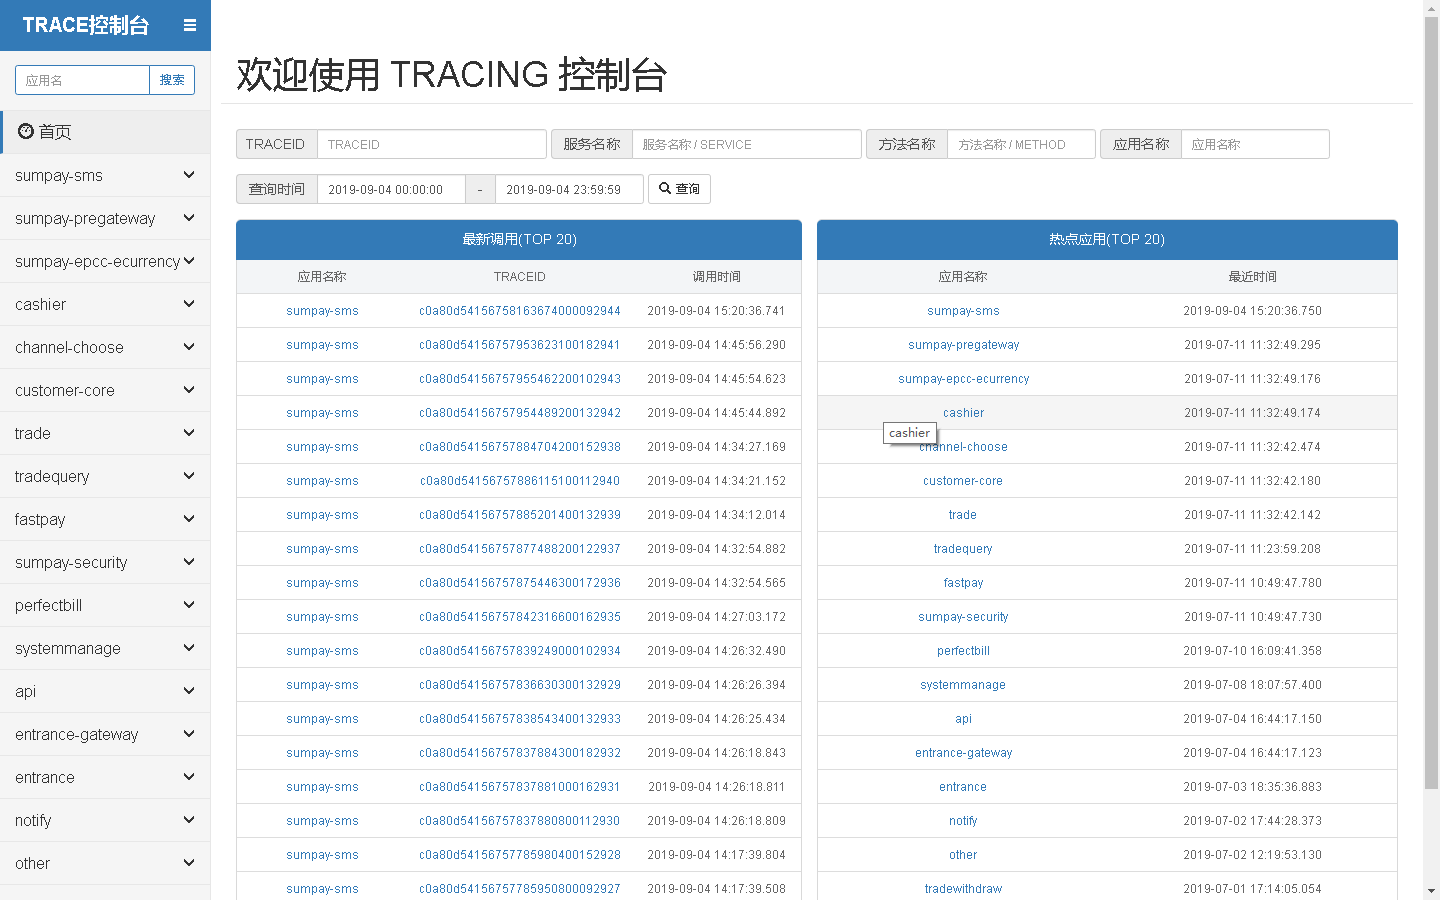 TRACE控制台
应用名 搜索
首页
sumpay-sms
sumpay-pregateway
sumpay-epcc-ecurrency
cashier
channel-choose
customer-core
trade
tradequery
fastpay
sumpay-security
perfectbill
systemmanage
api
entrance-gateway
entrance
notify
other
欢迎使用 TRACING 控制台
TRACEID TRACEID 服务名称 服务名称 / SERVICE 方法名称 方法名称 / METHOD 应用名称 应用名称
查询时间 2019-09-04 00:00:00 - 2019-09-04 23:59:59 查询
最新调用(TOP 20)
应用名称 TRACEID 调用时间
sumpay-sms c0a80d54156758163674000092944 2019-09-04 15:20:36.741
sumpay-sms c0a80d54156757953623100182941 2019-09-04 14:45:56.290
sumpay-sms c0a80d54156757955462200102943 2019-09-04 14:45:54.623
sumpay-sms c0a80d54156757954489200132942 2019-09-04 14:45:44.892
sumpay-sms c0a80d54156757884704200152938 2019-09-04 14:34:27.169
sumpay-sms c0a80d54156757886115100112940 2019-09-04 14:34:21.152
sumpay-sms c0a80d54156757885201400132939 2019-09-04 14:34:12.014
sumpay-sms c0a80d54156757877488200122937 2019-09-04 14:32:54.882
sumpay-sms c0a80d54156757875446300172936 2019-09-04 14:32:54.565
sumpay-sms c0a80d54156757842316600162935 2019-09-04 14:27:03.172
sumpay-sms c0a80d54156757839249000102934 2019-09-04 14:26:32.490
sumpay-sms c0a80d54156757836630300132929 2019-09-04 14:26:26.394
sumpay-sms c0a80d54156757838543400132933 2019-09-04 14:26:25.434
sumpay-sms c0a80d54156757837884300182932 2019-09-04 14:26:18.843
sumpay-sms c0a80d54156757837881000162931 2019-09-04 14:26:18.811
sumpay-sms c0a80d54156757837880800112930 2019-09-04 14:26:18.809
sumpay-sms c0a80d54156757785980400152928 2019-09-04 14:17:39.804
sumpay-sms c0a80d54156757785950800092927 2019-09-04 14:17:39.508
热点应用(TOP 20)
应用名称 最近时间
sumpay-sms 2019-09-04 15:20:36.750
sumpay-pregateway 2019-07-11 11:32:49.295
sumpay-epcc-ecurrency 2019-07-11 11:32:49.176
cashier 2019-07-11 11:32:49.174
cashier
channel-choose 2019-07-11 11:32:42.474
customer-core 2019-07-11 11:32:42.180
trade 2019-07-11 11:32:42.142
tradequery 2019-07-11 11:23:59.208
fastpay 2019-07-11 10:49:47.780
sumpay-security 2019-07-11 10:49:47.730
perfectbill 2019-07-10 16:09:41.358
systemmanage 2019-07-08 18:07:57.400
api 2019-07-04 16:44:17.150
entrance-gateway 2019-07-04 16:44:17.123
entrance 2019-07-03 18:35:36.883
notify 2019-07-02 17:44:28.373
other 2019-07-02 12:19:53.130
tradewithdraw 2019-07-01 17:14:05.054